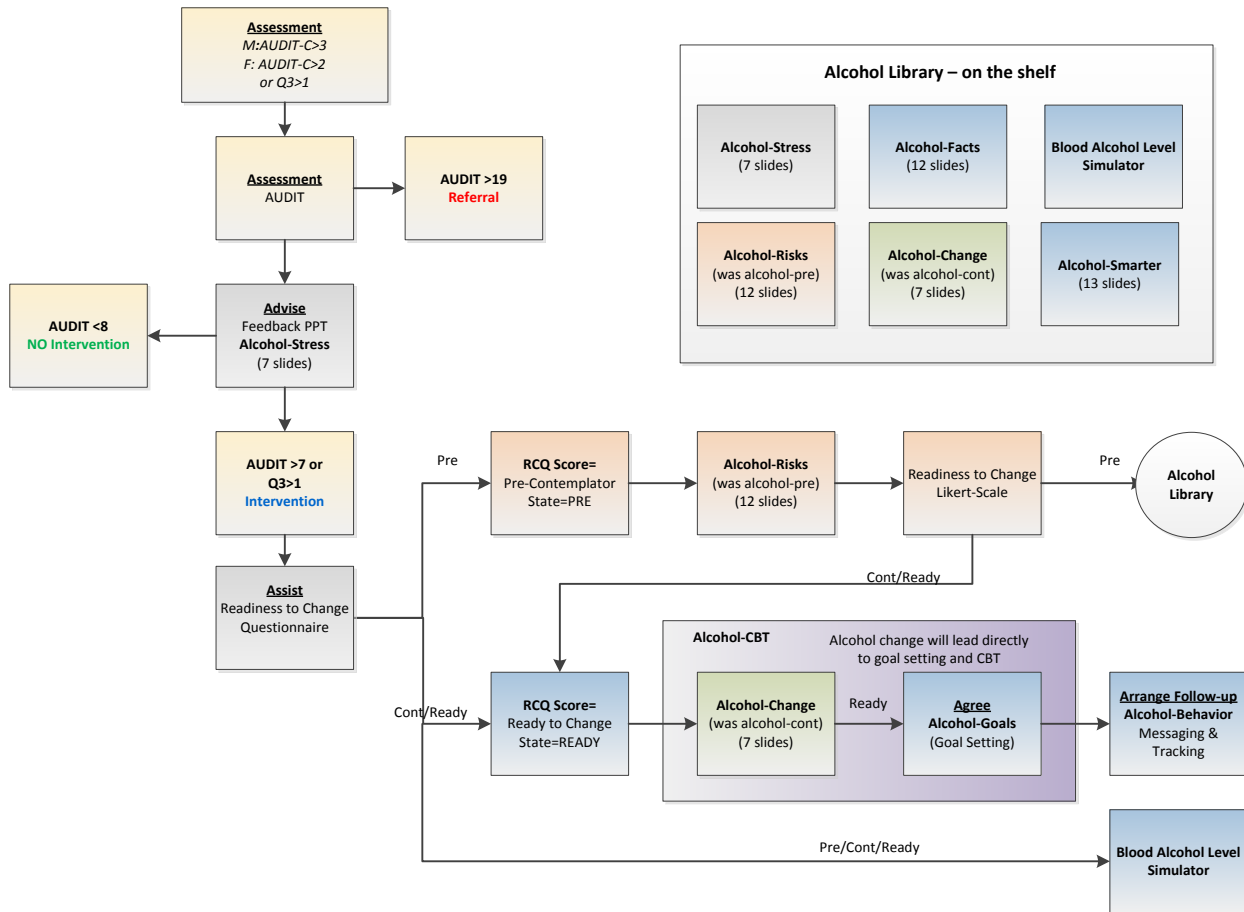 Assessment
M:AUDIT-C>3
F: AUDIT-C>2
or Q3>1
Alcohol Library – on the shelf
Alcohol-Stress
(7 slides)
Alcohol-Facts
(12 slides)
Blood Alcohol Level
Simulator
Assessment
AUDIT
AUDIT >19
Referral
Alcohol-Risks
(was alcohol-pre)
(12 slides)
Alcohol-Change
(was alcohol-cont)
(7 slides)
Alcohol-Smarter
(13 slides)
AUDIT <8
NO Intervention
Advise
Feedback PPT
Alcohol-Stress
(7 slides)
AUDIT >7 or
Q3>1
Intervention
Pre
RCQ Score=
Pre-Contemplator
State=PRE
Alcohol-Risks
(was alcohol-pre)
(12 slides)
Readiness to Change
Likert-Scale
Pre
Alcohol
Library
Cont/Ready
Assist
Readiness to Change
Questionnaire
Alcohol-CBT
Alcohol change will lead directly
to goal setting and CBT
Cont/Ready
RCQ Score=
Ready to Change
State=READY
Alcohol-Change
(was alcohol-cont)
(7 slides)
Ready
Agree
Alcohol-Goals
(Goal Setting)
Arrange Follow-up
Alcohol-Behavior
Messaging &
Tracking
Pre/Cont/Ready
Blood Alcohol Level
Simulator